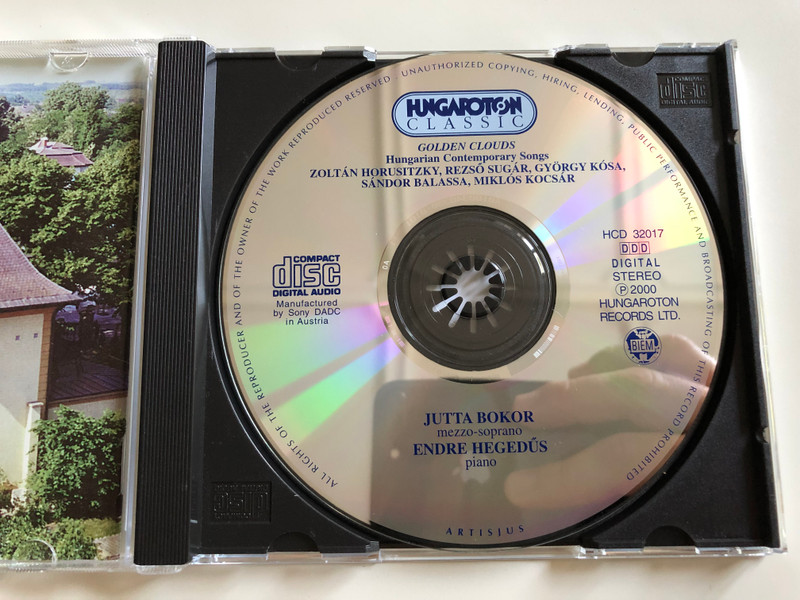 ALL RIGHTS OF THE REPRODUCER AND OF THE OWNER OF THE WORK REPRODUCED RESERVED UNAUTHORIZED COPYING, HIRING, LENDING, PUBLIC PERFORMANCE AND BROADCASTING OF THIS RECORD PROHIBITED
HUNGAROTON
CLASSIC
GOLDEN CLOUDS
Hungarian Contemporary Songs
ZOLTÁN HORUSITZKY, REZSŐ SUGÁR, GYÖRGY KÓSA,
SÁNDOR BALASSA, MIKLÓS KOCSÁR
COMPACT
disc
DIGITAL AUDIO
Manufactured
by Sony DADC
in Austria
HCD 32017
DDD
DIGITAL
STEREO
Ⓟ 2000
HUNGAROTON
RECORDS LTD.
BIEM
JUTTA BOKOR
mezzo-soprano
ENDRE HEGEDŰS
piano
ARTISJUS
COMPACT
disc
DIGITAL AUDIO